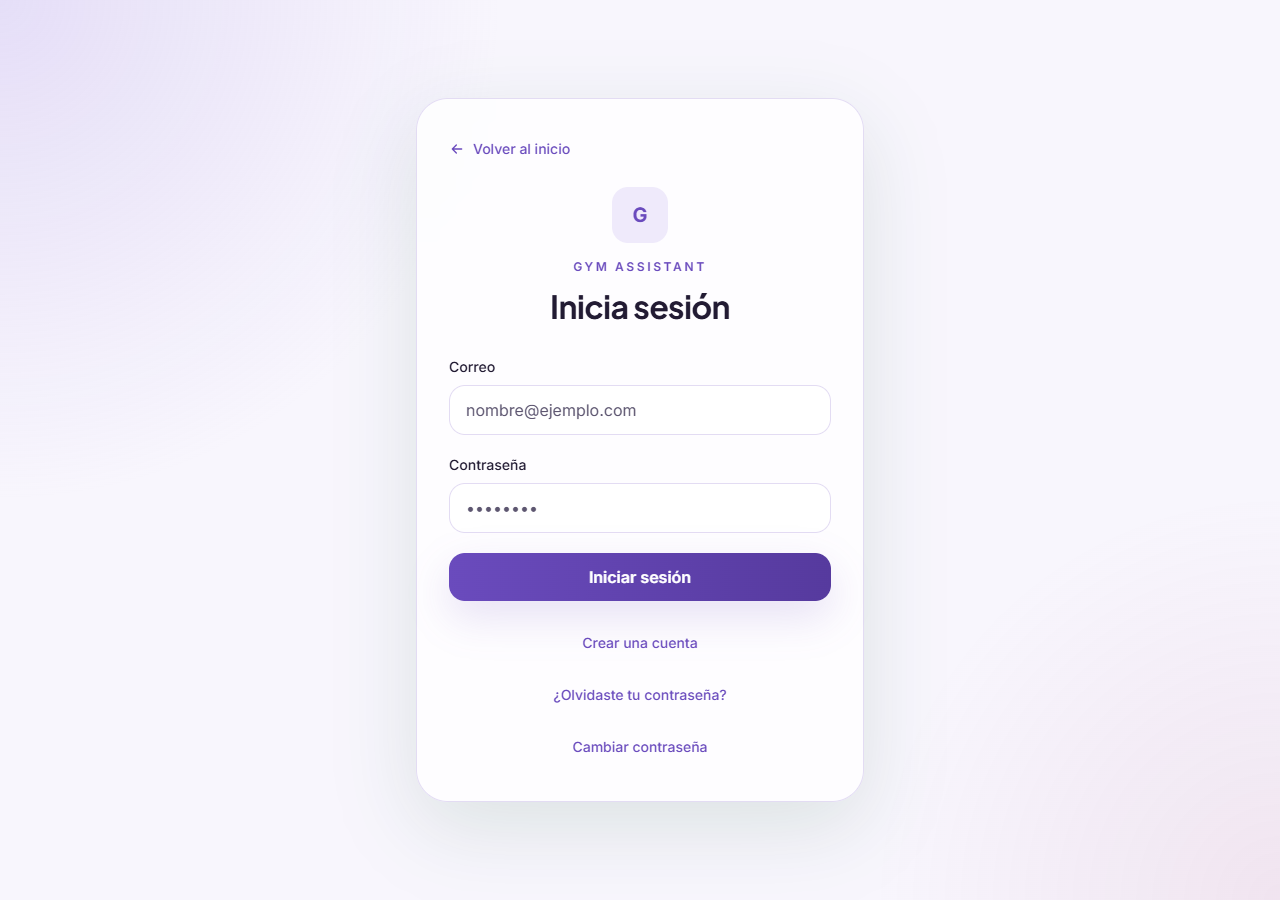 ← Volver al inicio
G
GYM ASSISTANT
Inicia sesión
Correo
nombre@ejemplo.com
Contraseña
••••••••
Iniciar sesión
Crear una cuenta
¿Olvidaste tu contraseña?
Cambiar contraseña